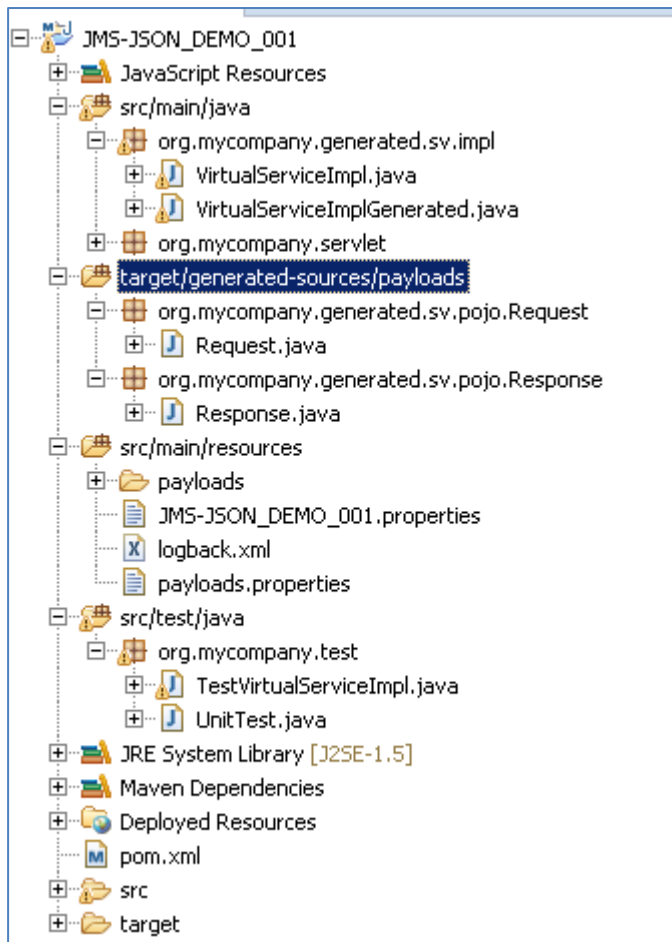 JMS-JSON_DEMO_001
JavaScript Resources
src/main/java
org.mycompany.generated.sv.impl
VirtualServiceImpl.java
VirtualServiceImplGenerated.java
org.mycompany.servlet
target/generated-sources/payloads
org.mycompany.generated.sv.pojo.Request
Request.java
org.mycompany.generated.sv.pojo.Response
Response.java
src/main/resources
payloads
JMS-JSON_DEMO_001.properties
logback.xml
payloads.properties
src/test/java
org.mycompany.test
TestVirtualServiceImpl.java
UnitTest.java
JRE System Library [J2SE-1.5]
Maven Dependencies
Deployed Resources
pom.xml
src
target